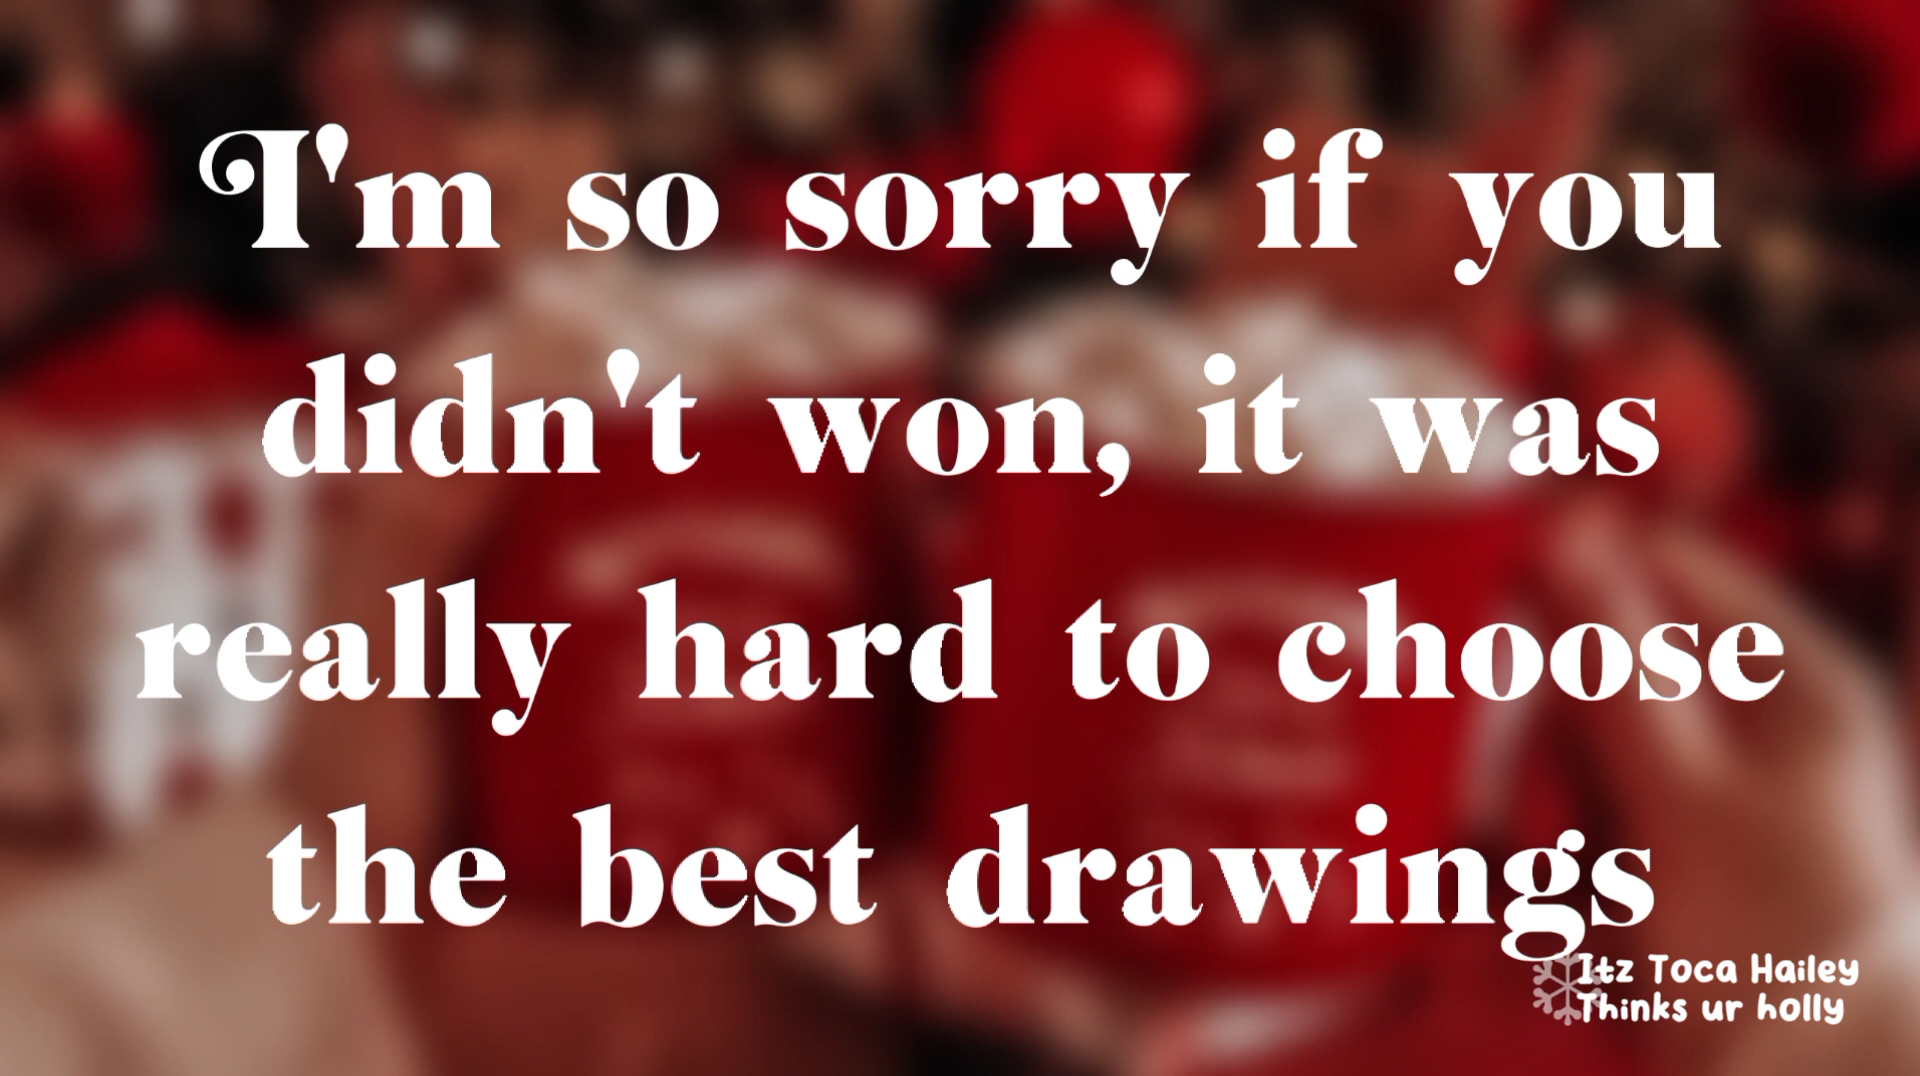 I'm so sorry if you
didn't won, it was
really hard to choose
the best drawings
Itz Toca Hailey
Thinks ur holly